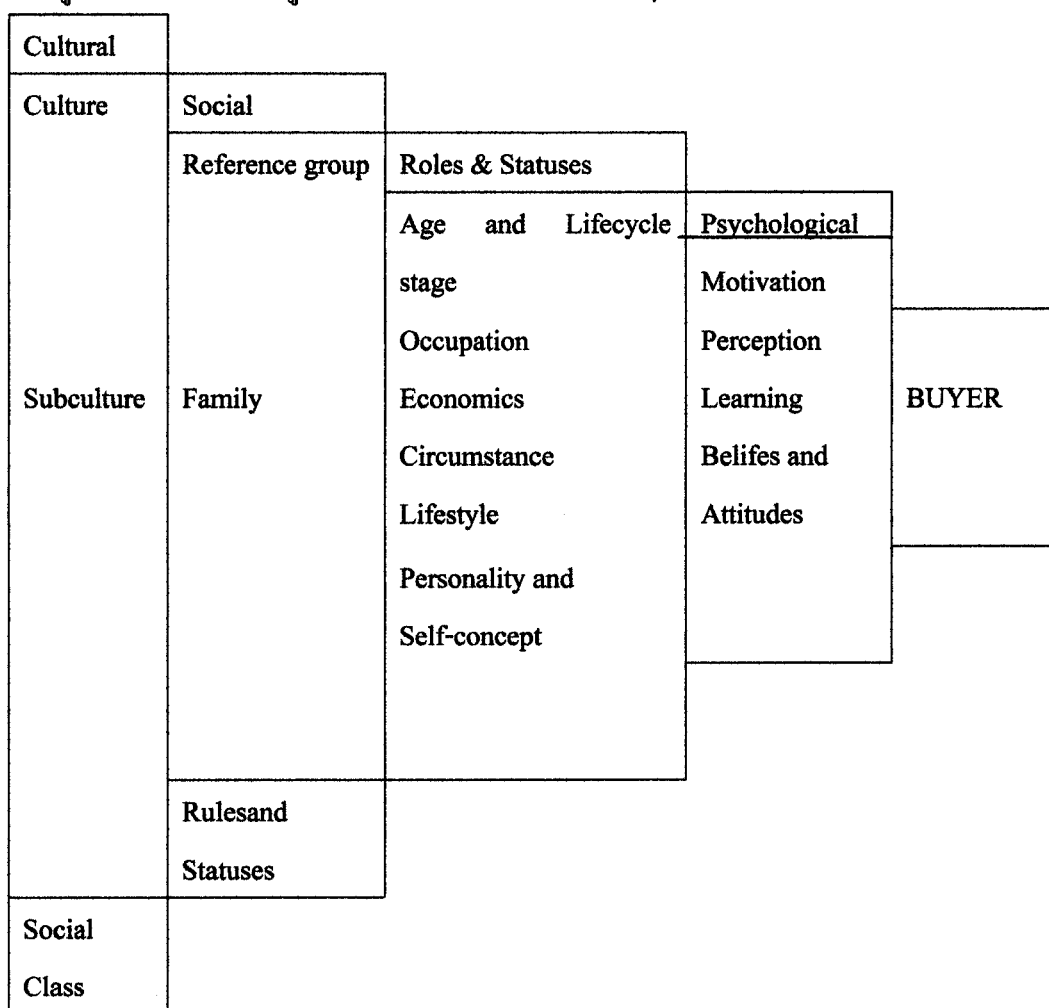 Cultural
Culture
Subculture
Social
Class
Social
Reference group
Family
Rulesand
Statuses
Roles & Statuses
Age and Lifecycle
stage
Occupation
Economics
Circumstance
Lifestyle
Personality and
Self-concept
Psychological
Motivation
Perception
Learning
Belifes and
Attitudes
BUYER